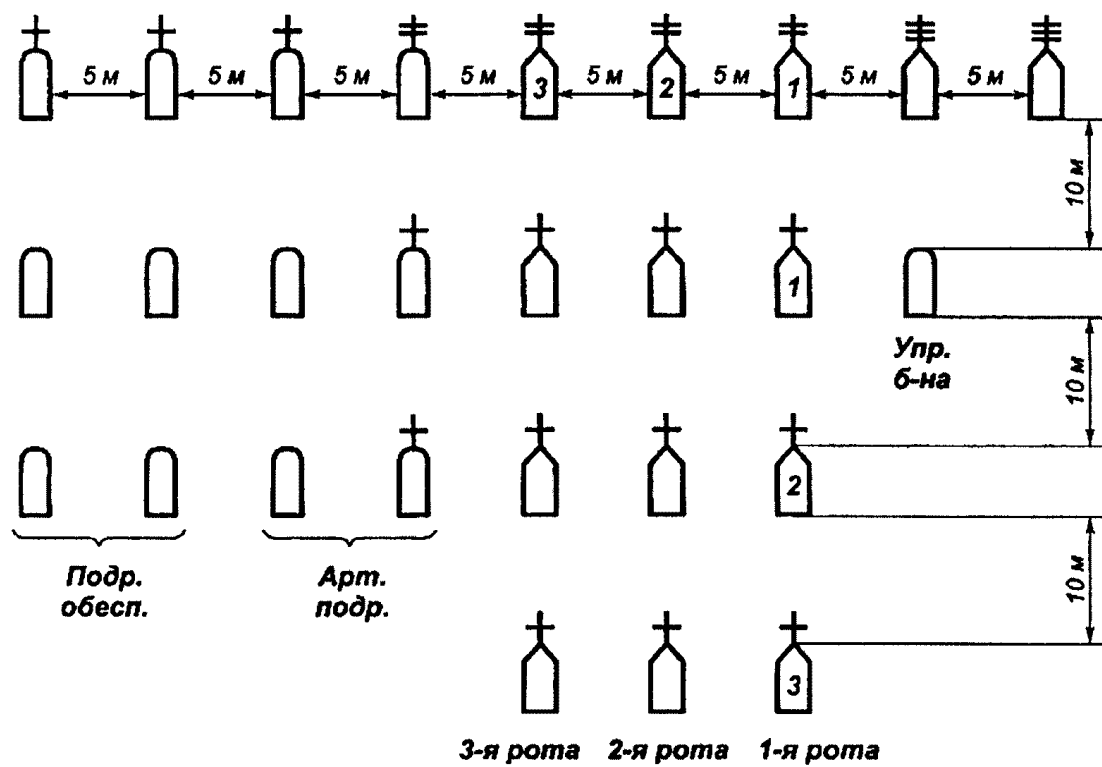 5 м 5 м 5 м 5 м 5 м 5 м 5 м 5 м
3 2 1
10 м
1
Упр.
б-на
10 м
2
Подр.
обесп.
Арт.
подр.
10 м
3
3-я рота 2-я рота 1-я рота